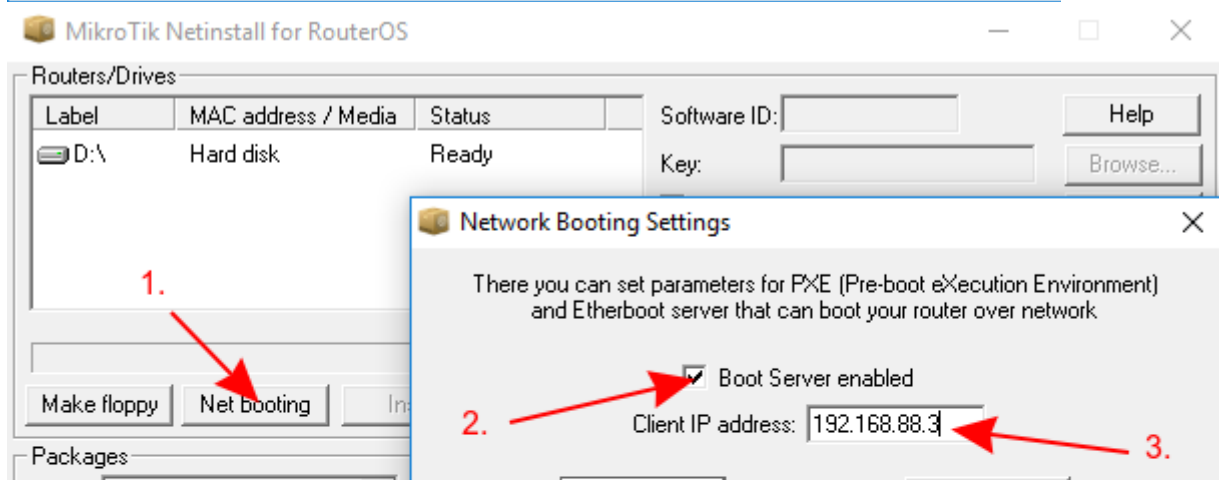 MikroTik Netinstall for RouterOS
Routers/Drives
Label MAC address / Media Status
D:\ Hard disk Ready
Software ID: Help
Key: Browse...
Network Booting Settings
There you can set parameters for PXE (Pre-boot eXecution Environment)
and Etherboot server that can boot your router over network
1.
Boot Server enabled
2.
Client IP address: 192.168.88.3
3.
Make floppy Net booting
Packages